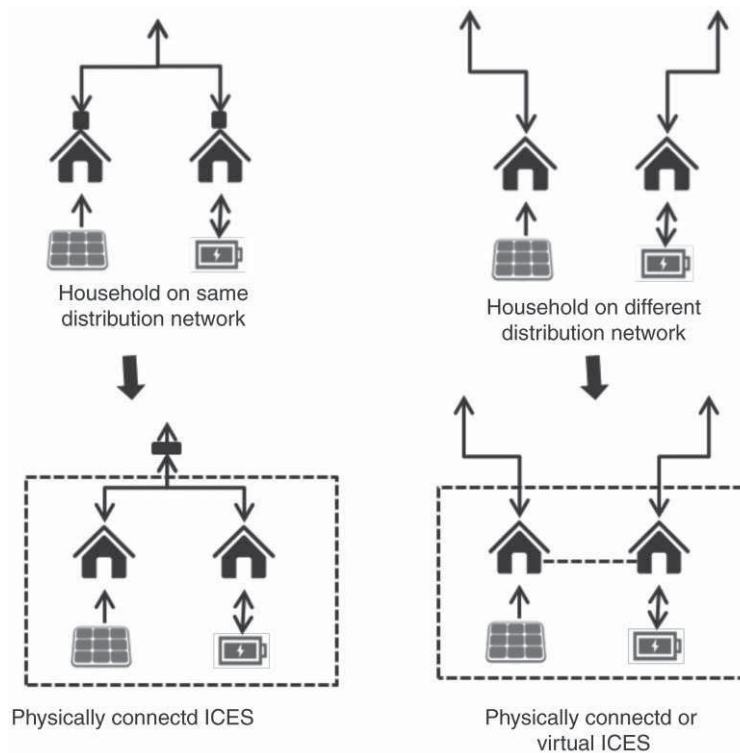 Household on same
distribution network
Household on different
distribution network
Physically connectd ICES
Physically connectd or
virtual ICES